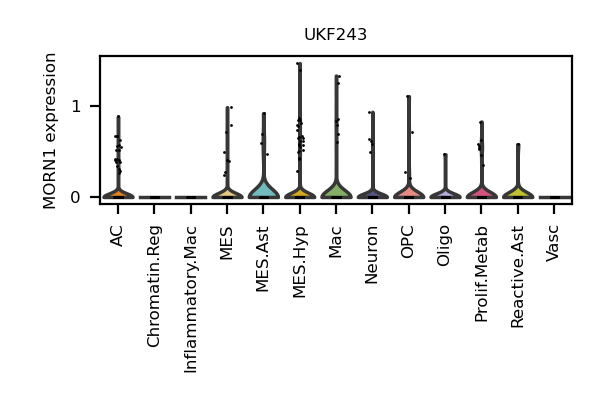 UKF243
MORN1 expression
1
0
AC
Chromatin.Reg
Inflammatory.Mac
MES
MES.Ast
MES.Hyp
Mac
Neuron
OPC
Oligo
Prolif.Metab
Reactive.Ast
Vasc